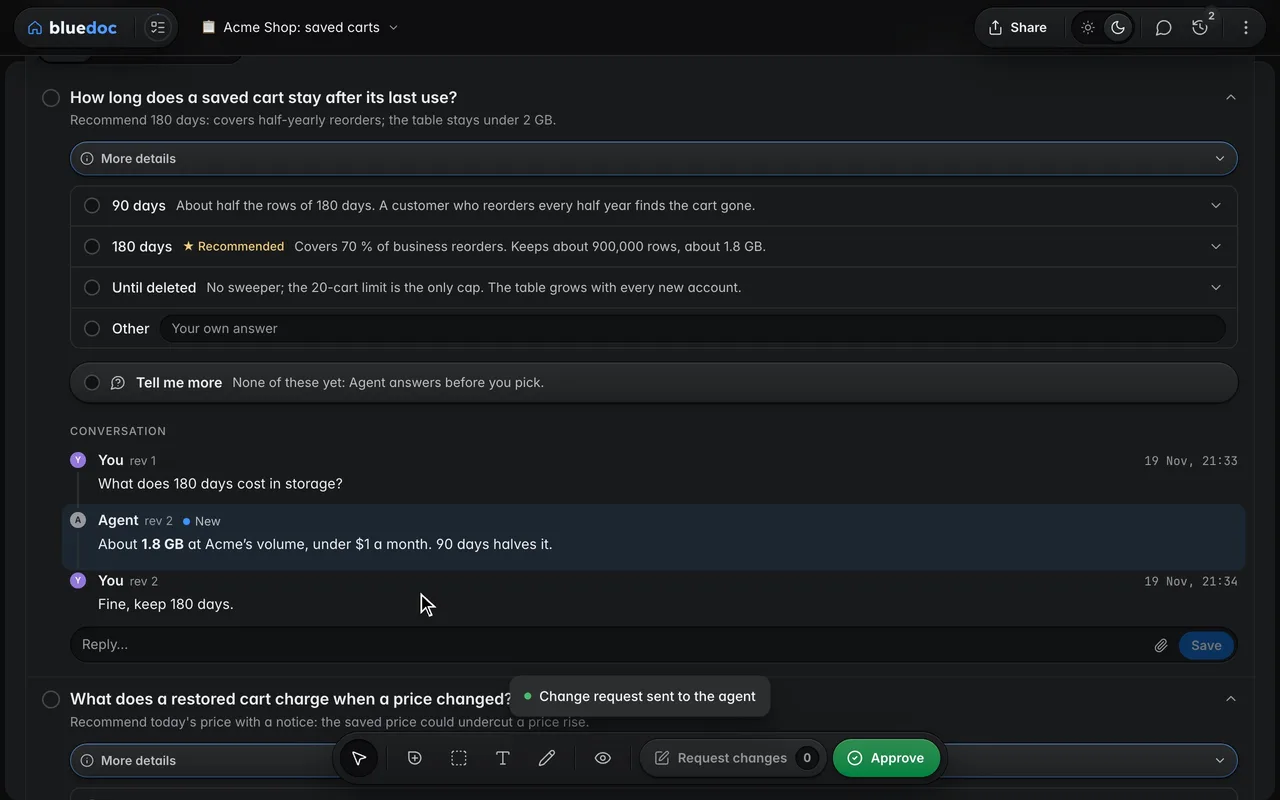 bluedoc
Acme Shop: saved carts
Share
2
How long does a saved cart stay after its last use?
Recommend 180 days: covers half-yearly reorders; the table stays under 2 GB.
More details
90 days About half the rows of 180 days. A customer who reorders every half year finds the cart gone.
180 days ★ Recommended Covers 70 % of business reorders. Keeps about 900,000 rows, about 1.8 GB.
Until deleted No sweeper; the 20-cart limit is the only cap. The table grows with every new account.
Other Your own answer
Tell me more None of these yet: Agent answers before you pick.
CONVERSATION
Y You rev 1 19 Nov, 21:33
What does 180 days cost in storage?
A Agent rev 2 New
About 1.8 GB at Acme's volume, under $1 a month. 90 days halves it.
Y You rev 2 19 Nov, 21:34
Fine, keep 180 days.
Reply... Save
What does a restored cart charge when a price changed?
Change request sent to the agent
Recommend today's price with a notice: the saved price could undercut a price rise.
More details
Request changes 0
Approve